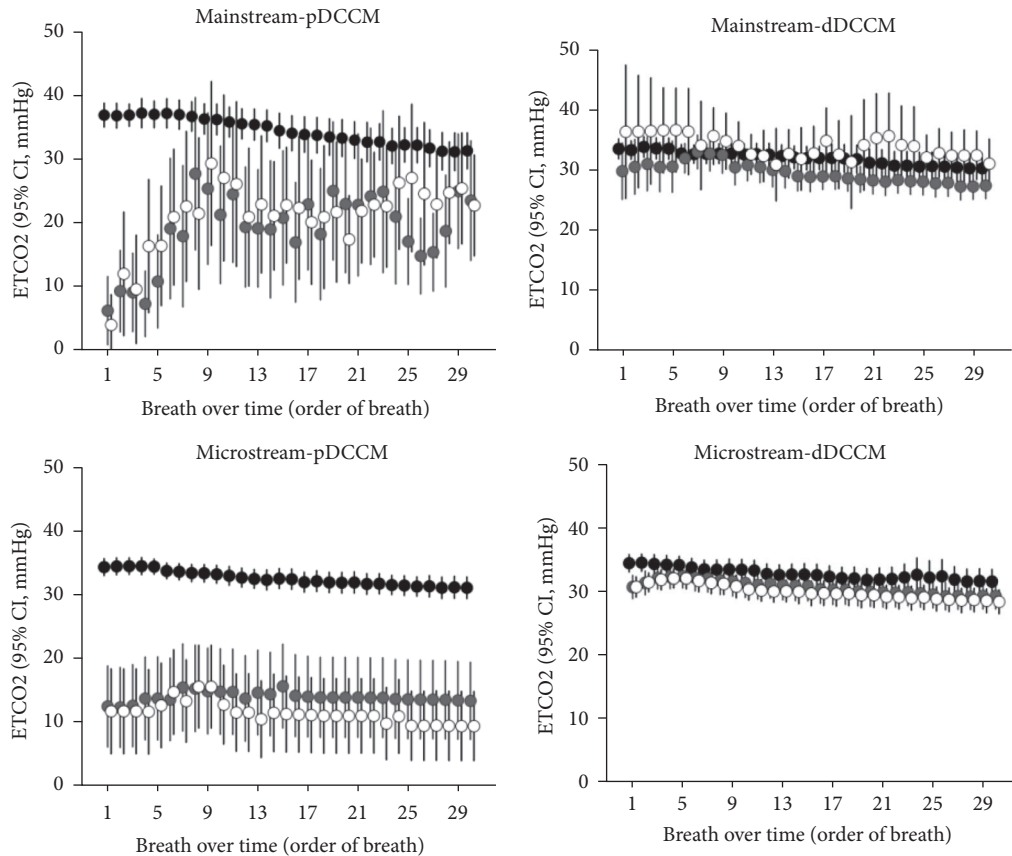 Mainstream-pDCCM
50
40
30
20
10
0
ETCO2 (95% CI, mmHg)
1 5 9 13 17 21 25 29
Breath over time (order of breath)
Mainstream-dDCCM
50
40
30
20
10
0
ETCO2 (95% CI, mmHg)
1 5 9 13 17 21 25 29
Breath over time (order of breath)
Microstream-pDCCM
50
40
30
20
10
0
ETCO2 (95% CI, mmHg)
1 5 9 13 17 21 25 29
Breath over time (order of breath)
Microstream-dDCCM
50
40
30
20
10
0
ETCO2 (95% CI, mmHg)
1 5 9 13 17 21 25 29
Breath over time (order of breath)